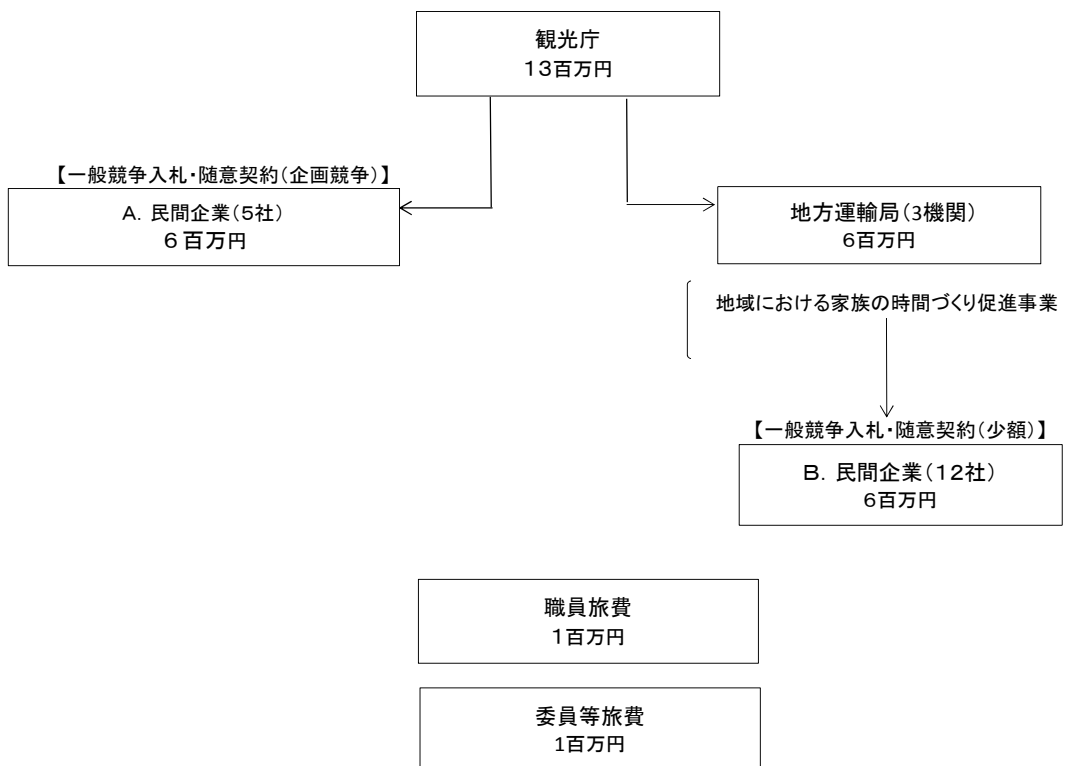 観光庁
13百万円
【一般競争入札・随意契約（企画競争）】
A．民間企業（5社）
6百万円
地方運輸局（3機関）
6百万円
地域における家族の時間づくり促進事業
【一般競争入札・随意契約（少額）】
B．民間企業（12社）
6百万円
職員旅費
1百万円
委員等旅費
1百万円